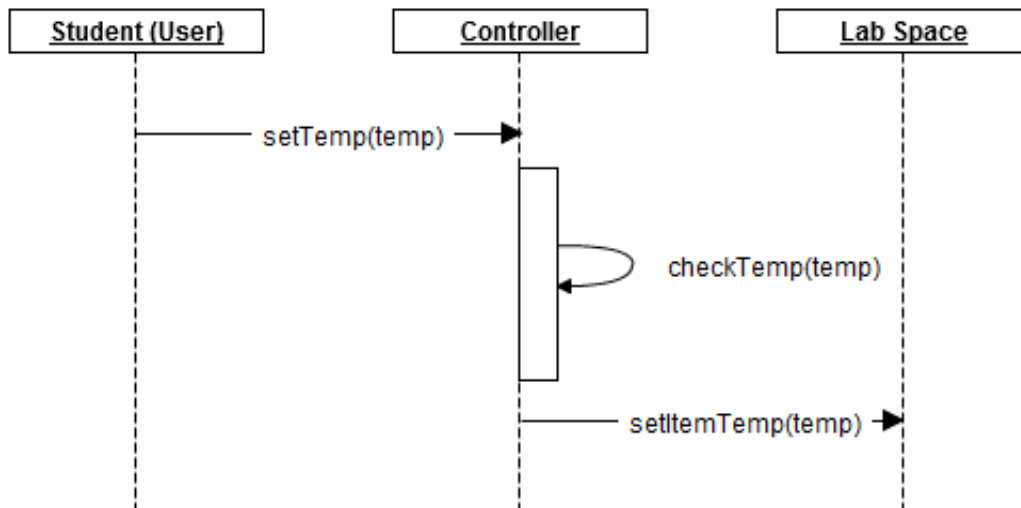 Student (User)
Controller
Lab Space
setTemp(temp)
checkTemp(temp)
setItemTemp(temp)